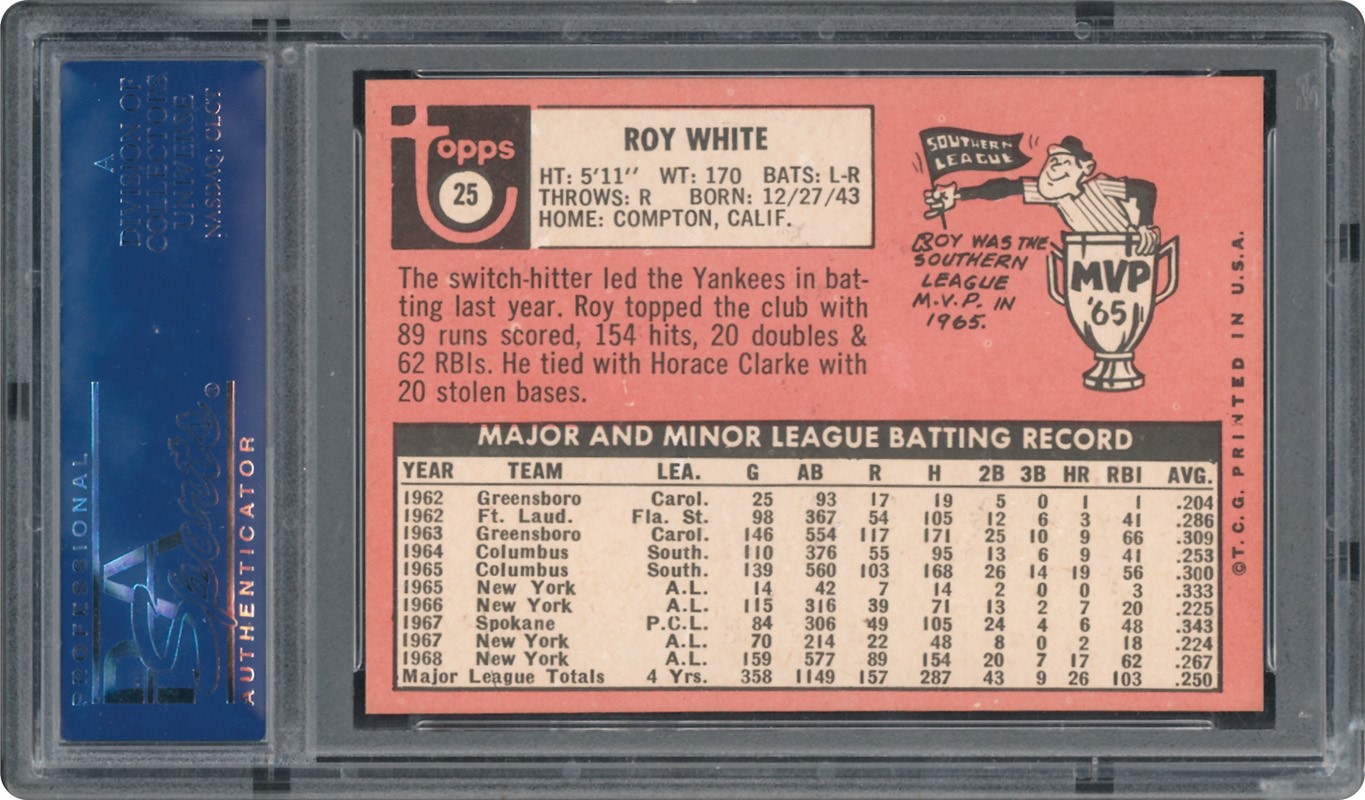 A
DIVISION OF
COLLECTORS
UNIVERSE
NASDAQ: CLCT
PROFESSIONAL
PSA
Sports
AUTHENTICATOR
topps
25
ROY WHITE
HT: 5'11" WT: 170 BATS: L-R
THROWS: R BORN: 12/27/43
HOME: COMPTON, CALIF.
The switch-hitter led the Yankees in bat-
ting last year. Roy topped the club with
89 runs scored, 154 hits, 20 doubles &
62 RBIs. He tied with Horace Clarke with
20 stolen bases.
SOUTHERN
LEAGUE
ROY WAS THE
SOUTHERN
LEAGUE
M.V.P. IN
1965.
MVP
'65
MAJOR AND MINOR LEAGUE BATTING RECORD
YEAR TEAM LEA. G AB R H 2B 3B HR RBI AVG.
1962 Greensboro Carol. 25 93 17 19 5 0 1 1 .204
1962 Ft. Laud. Fla. St. 98 367 54 105 12 6 3 41 .286
1963 Greensboro Carol. 146 554 117 171 25 10 9 66 .309
1964 Columbus South. 110 376 55 95 13 6 9 41 .253
1965 Columbus South. 139 560 103 168 26 14 19 56 .300
1965 New York A.L. 14 42 7 14 2 0 0 3 .333
1966 New York A.L. 115 316 39 71 13 2 7 20 .225
1967 Spokane P.C.L. 84 306 49 105 24 4 6 48 .343
1967 New York A.L. 70 214 22 48 8 0 2 18 .224
1968 New York A.L. 159 577 89 154 20 7 17 62 .267
Major League Totals 4 Yrs. 358 1149 157 287 43 9 26 103 .250
©T.C.G. PRINTED IN U.S.A.